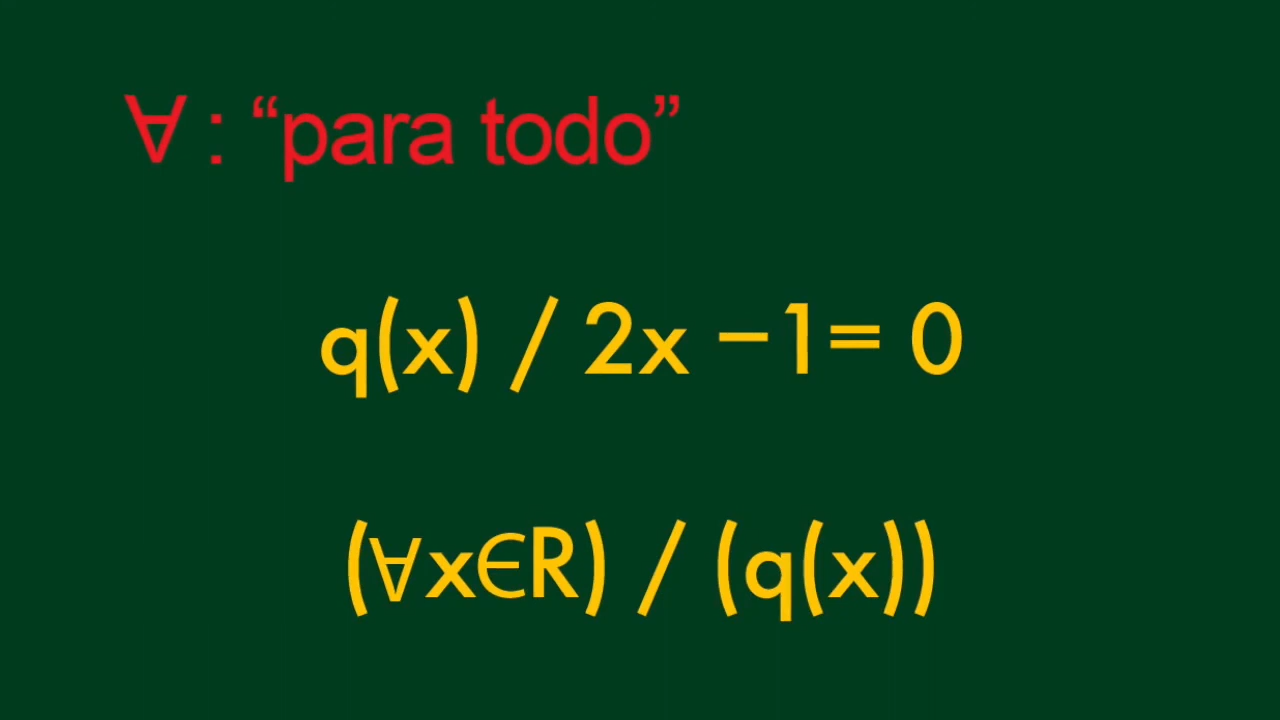 ∀ : “para todo”
q(x) / 2x −1= 0
(∀x∈R) / (q(x))